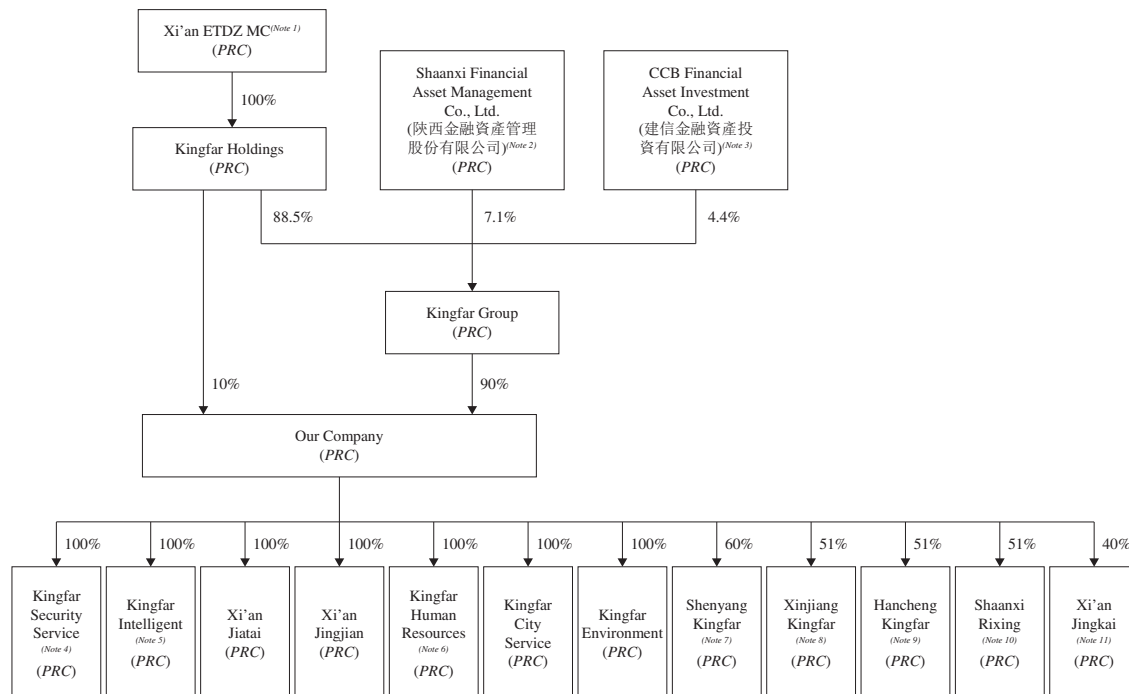 Xi’an ETDZ MC(Note 1)
(PRC)
Shaanxi Financial
Asset Management
Co., Ltd.
(陝西金融資產管理
股份有限公司)(Note 2)
(PRC)
CCB Financial
Asset Investment
Co., Ltd.
(建信金融資產投
資有限公司)(Note 3)
(PRC)
100%
Kingfar Holdings
(PRC)
88.5%
7.1%
4.4%
Kingfar Group
(PRC)
10%
90%
Our Company
(PRC)
100%
100%
100%
100%
100%
100%
100%
60%
51%
51%
51%
40%
Kingfar
Security
Service
(Note 4)
(PRC)
Kingfar
Intelligent
(Note 5)
(PRC)
Xi’an
Jiatai
(PRC)
Xi’an
Jingjian
(PRC)
Kingfar
Human
Resources
(Note 6)
(PRC)
Kingfar
City
Service
(PRC)
Kingfar
Environment
(PRC)
Shenyang
Kingfar
(Note 7)
(PRC)
Xinjiang
Kingfar
(Note 8)
(PRC)
Hancheng
Kingfar
(Note 9)
(PRC)
Shaanxi
Rixing
(Note 10)
(PRC)
Xi’an
Jingkai
(Note 11)
(PRC)